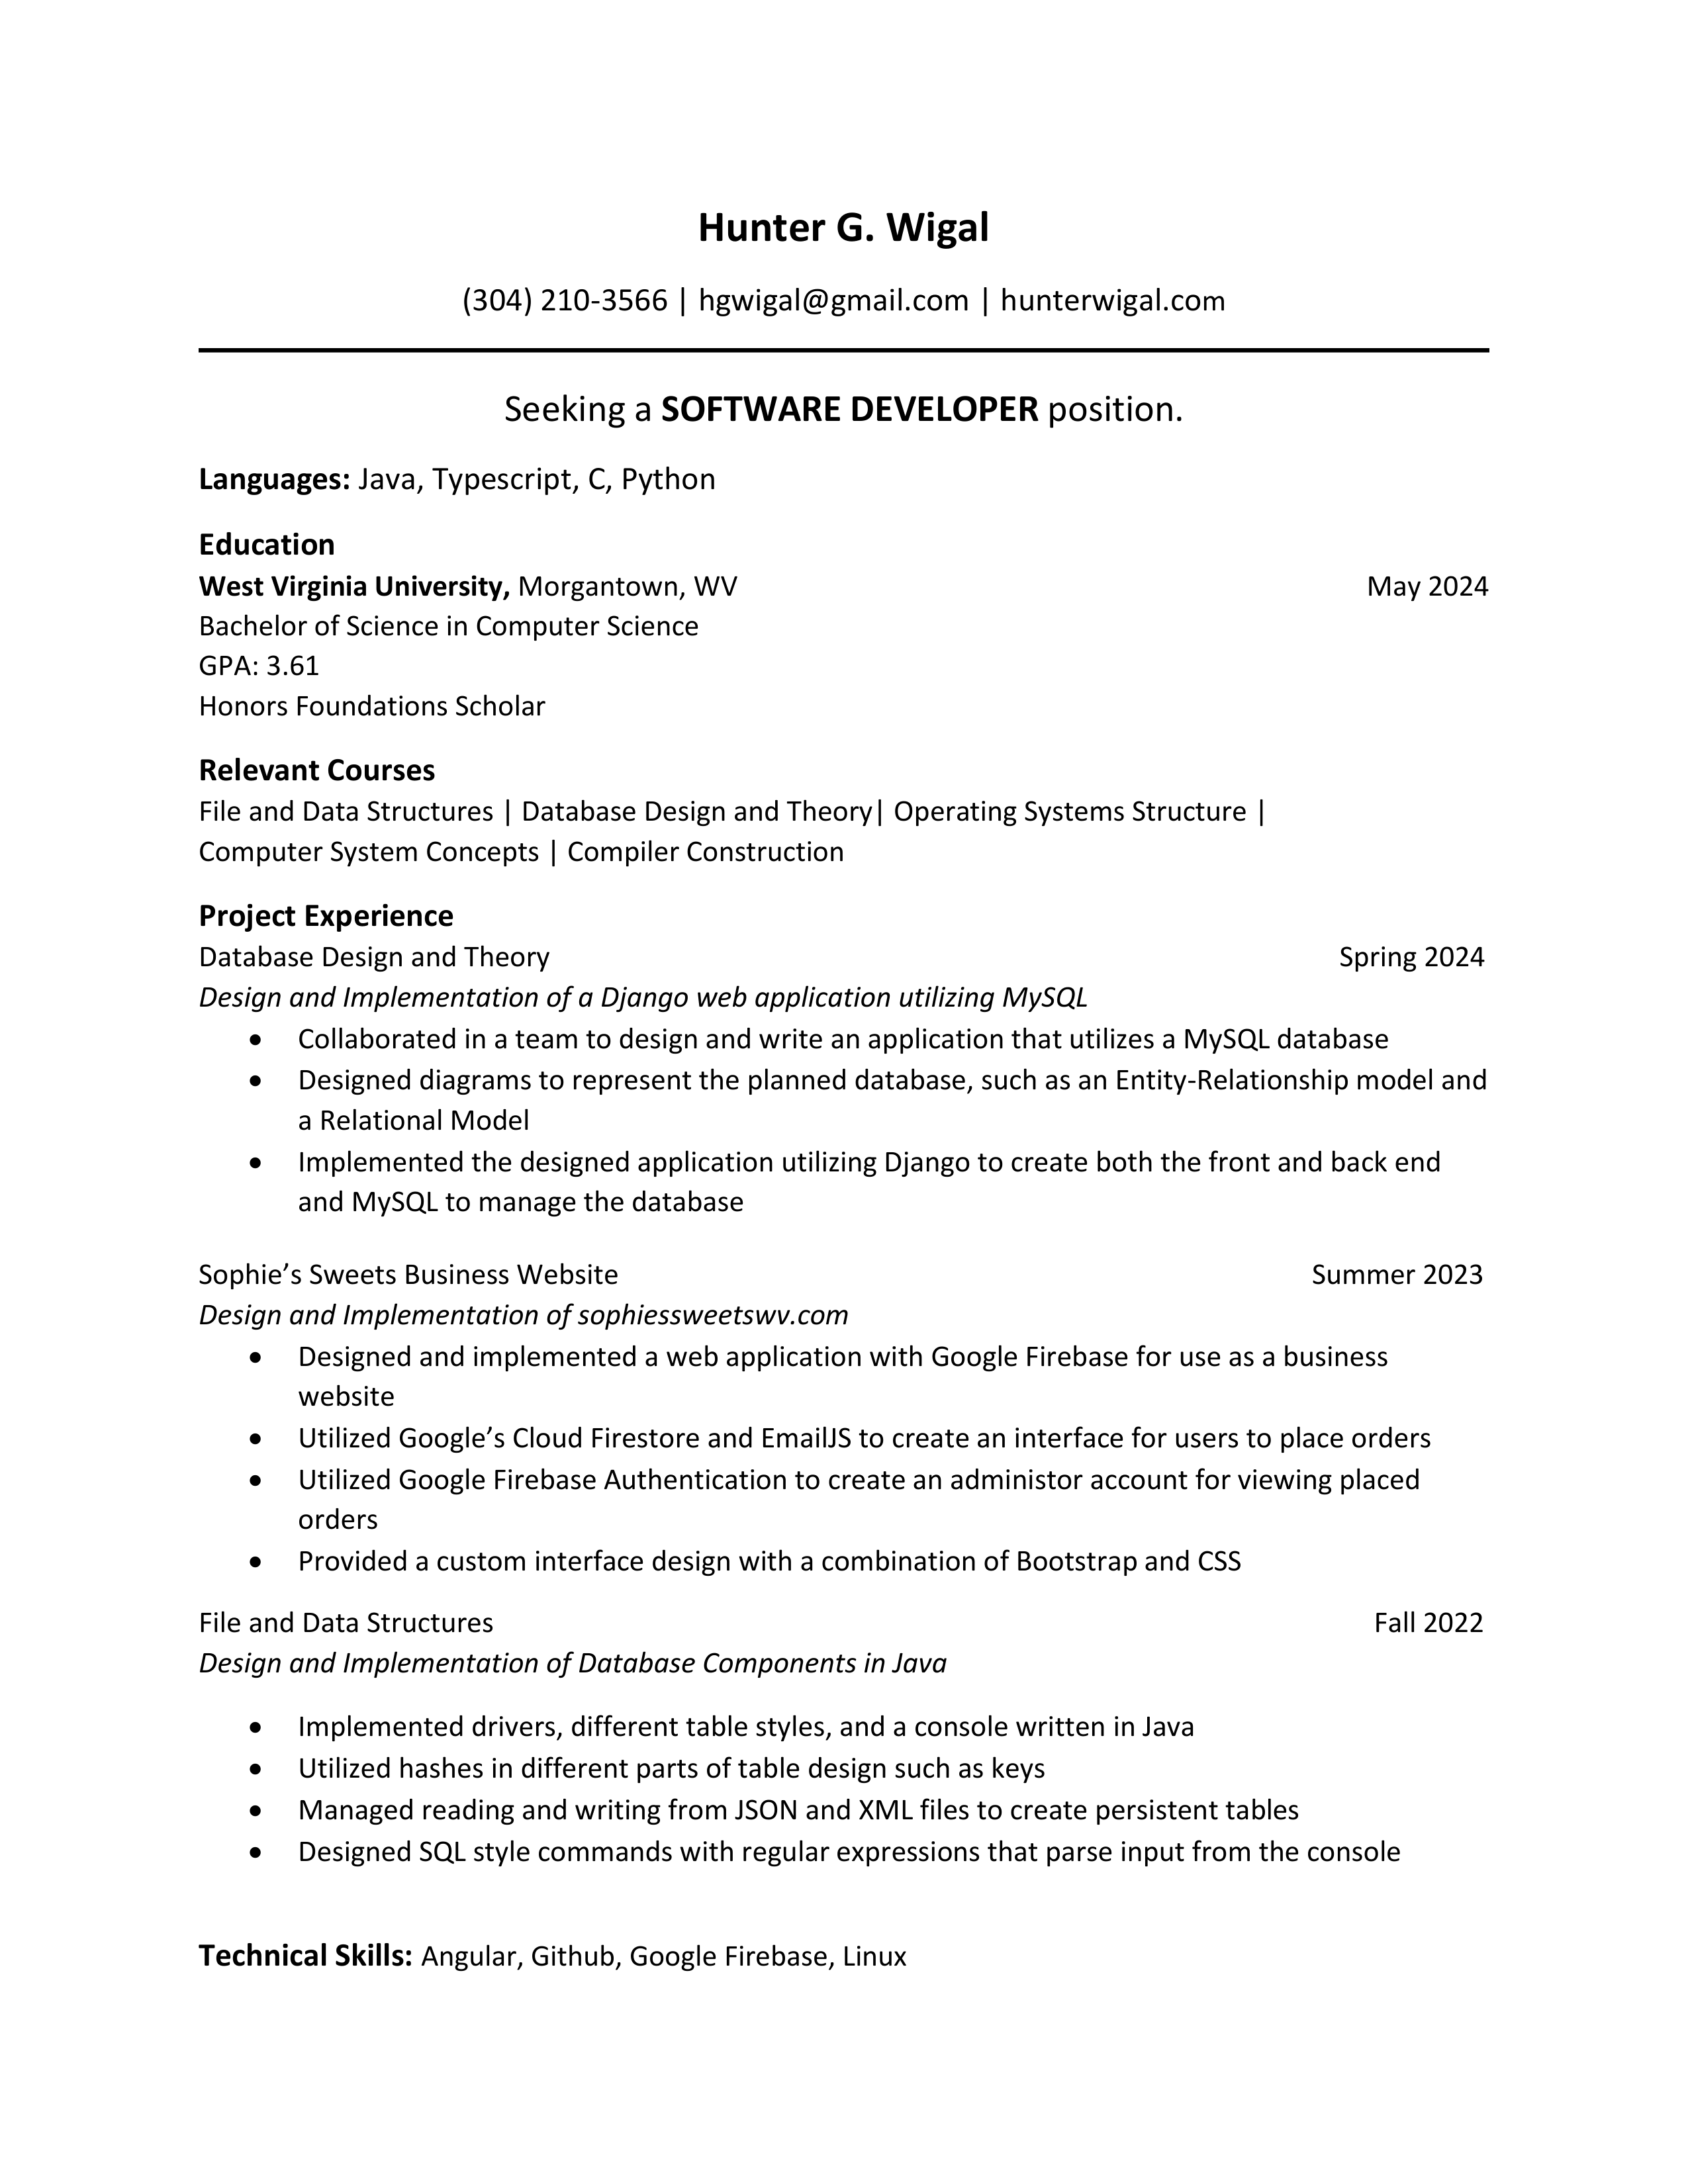 Hunter G. Wigal
(304) 210-3566 | hgwigal@gmail.com | hunterwigal.com
Seeking a SOFTWARE DEVELOPER position.
Languages: Java, Typescript, C, Python
Education
West Virginia University, Morgantown, WV May 2024
Bachelor of Science in Computer Science
GPA: 3.61
Honors Foundations Scholar
Relevant Courses
File and Data Structures | Database Design and Theory| Operating Systems Structure |
Computer System Concepts | Compiler Construction
Project Experience
Database Design and Theory Spring 2024
Design and Implementation of a Django web application utilizing MySQL
• Collaborated in a team to design and write an application that utilizes a MySQL database
• Designed diagrams to represent the planned database, such as an Entity-Relationship model and
a Relational Model
• Implemented the designed application utilizing Django to create both the front and back end
and MySQL to manage the database
Sophie’s Sweets Business Website Summer 2023
Design and Implementation of sophiessweetswv.com
• Designed and implemented a web application with Google Firebase for use as a business
website
• Utilized Google’s Cloud Firestore and EmailJS to create an interface for users to place orders
• Utilized Google Firebase Authentication to create an administor account for viewing placed
orders
• Provided a custom interface design with a combination of Bootstrap and CSS
File and Data Structures Fall 2022
Design and Implementation of Database Components in Java
• Implemented drivers, different table styles, and a console written in Java
• Utilized hashes in different parts of table design such as keys
• Managed reading and writing from JSON and XML files to create persistent tables
• Designed SQL style commands with regular expressions that parse input from the console
Technical Skills: Angular, Github, Google Firebase, Linux